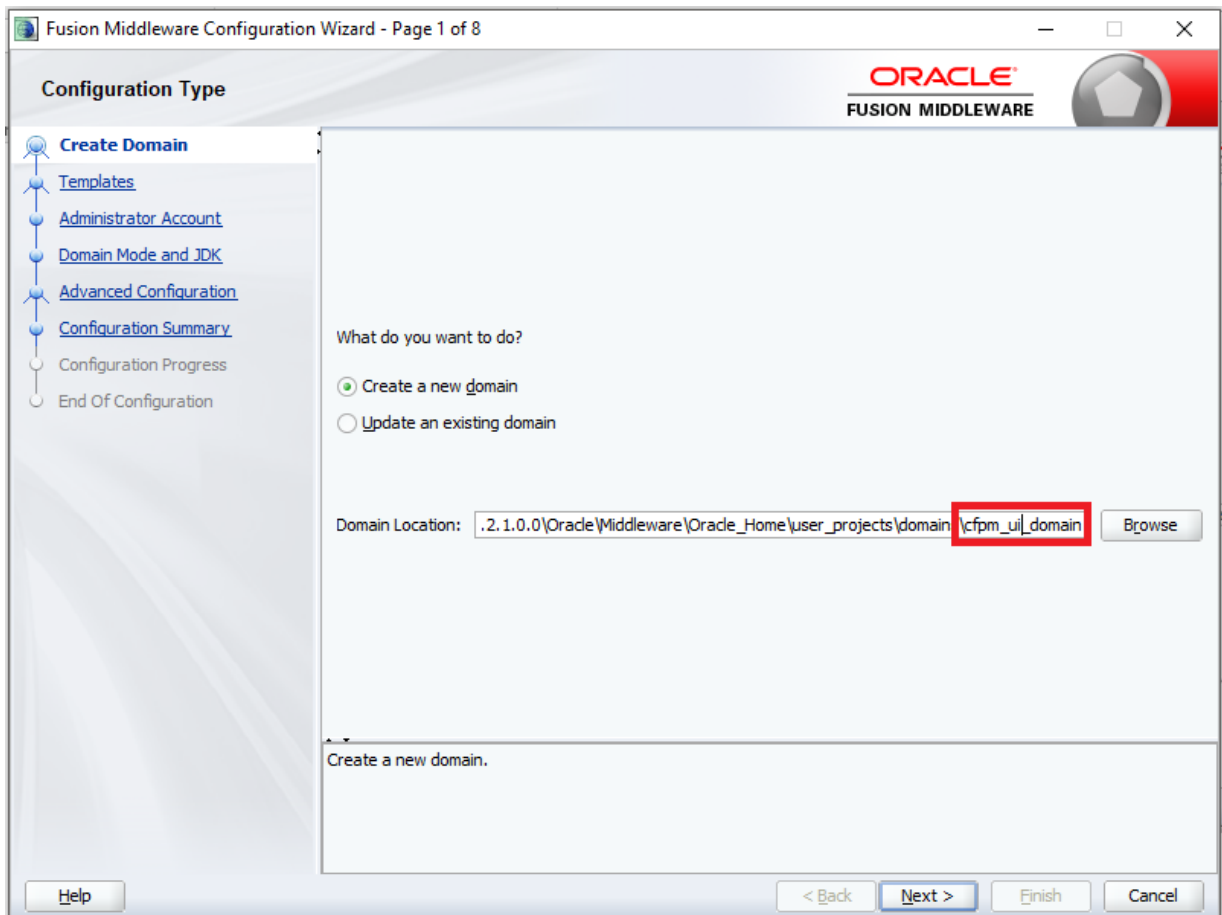 Fusion Middleware Configuration Wizard - Page 1 of 8
Configuration Type
ORACLE
FUSION MIDDLEWARE
Create Domain
Templates
Administrator Account
Domain Mode and JDK
Advanced Configuration
Configuration Summary
Configuration Progress
End Of Configuration
What do you want to do?
Create a new domain
Update an existing domain
Domain Location: .2.1.0.0\Oracle\Middleware\Oracle_Home\user_projects\domain \cfpm_ui_domain Browse
Create a new domain.
Help < Back Next > Finish Cancel